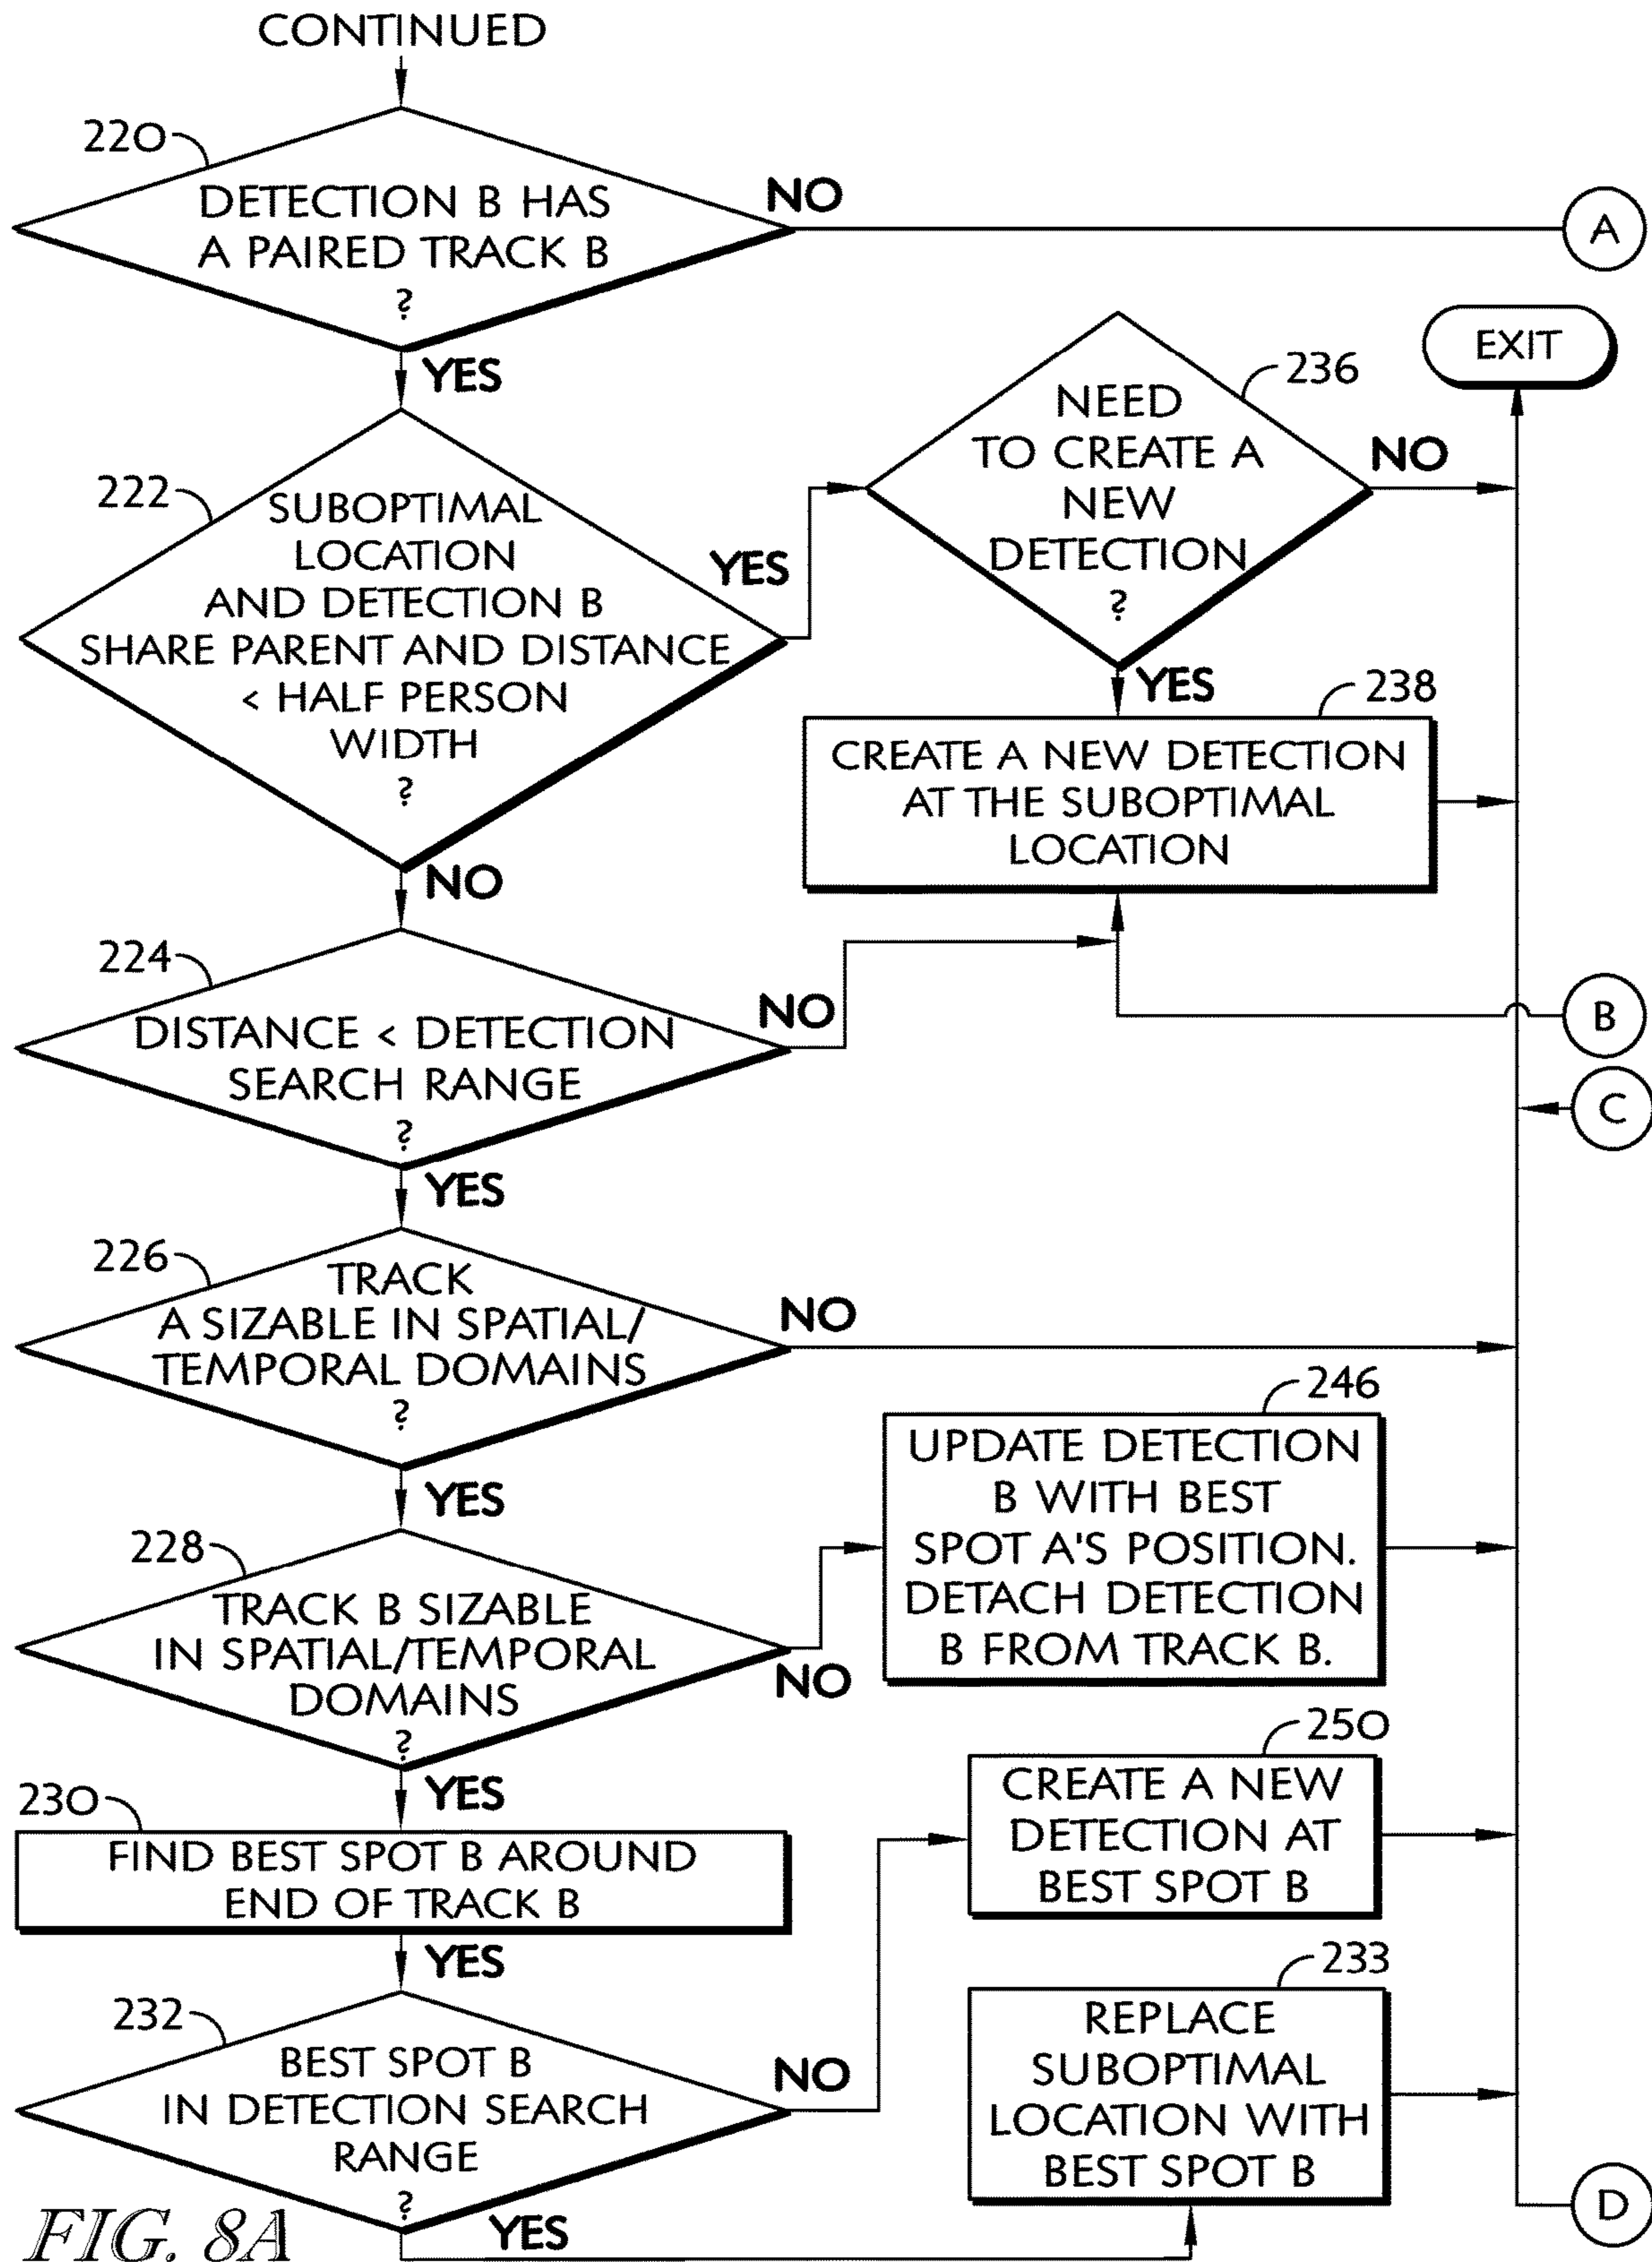 CONTINUED
220
DETECTION B HAS
A PAIRED TRACK B
?
NO
A
YES
EXIT
236
NEED
TO CREATE A
NEW
DETECTION
?
NO
YES
222
SUBOPTIMAL
LOCATION
AND DETECTION B
SHARE PARENT AND DISTANCE
< HALF PERSON
WIDTH
?
YES
NO
238
CREATE A NEW DETECTION
AT THE SUBOPTIMAL
LOCATION
224
DISTANCE < DETECTION
SEARCH RANGE
?
NO
B
C
YES
226
TRACK
A SIZABLE IN SPATIAL/
TEMPORAL DOMAINS
?
NO
YES
246
UPDATE DETECTION
B WITH BEST
SPOT A'S POSITION.
DETACH DETECTION
B FROM TRACK B.
228
TRACK B SIZABLE
IN SPATIAL/TEMPORAL
DOMAINS
?
NO
YES
250
CREATE A NEW
DETECTION AT
BEST SPOT B
230
FIND BEST SPOT B AROUND
END OF TRACK B
YES
233
REPLACE
SUBOPTIMAL
LOCATION WITH
BEST SPOT B
232
BEST SPOT B
IN DETECTION SEARCH
RANGE
?
NO
YES
D
FIG. 8A